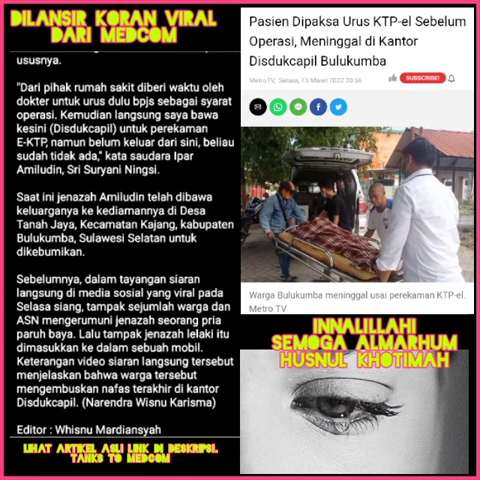 DILANSIR KORAN VIRAL
DARI MEDCOM
ususnya.
"Dari pihak rumah sakit diberi waktu oleh
dokter untuk urus dulu bpjs sebagai syarat
operasi. Kemudian langsung saya bawa
kesini (Disdukcapil) untuk perekaman
E-KTP, namun belum keluar dari sini, beliau
sudah tidak ada," kata saudara Ipar
Amiludin, Sri Suryani Ningsi.
Saat ini jenazah Amiludin telah dibawa
keluarganya ke kediamannya di Desa
Tanah Jaya, Kecamatan Kajang, kabupaten
Bulukumba, Sulawesi Selatan untuk
dikebumikan.
Sebelumnya, dalam tayangan siaran
langsung di media sosial yang viral pada
Selasa siang, tampak sejumlah warga dan
ASN mengerumuni jenazah seorang pria
paruh baya. Lalu tampak jenazah lelaki itu
dimasukkan ke dalam sebuah mobil.
Keterangan video siaran langsung tersebut
menjelaskan bahwa warga tersebut
mengembuskan nafas terakhir di kantor
Disdukcapil. (Narendra Wisnu Karisma)
Editor : Whisnu Mardiansyah
LIHAT ARTIKEL ASLI LINK DI DESKRIPSI.
TANKS TO MEDCOM
Pasien Dipaksa Urus KTP-el Sebelum
Operasi, Meninggal di Kantor
Disdukcapil Bulukumba
MetroTV, Selasa, 15 Maret 2022 20:56
SUBSCRIBE!
Warga Bulukumba meninggal usai perekaman KTP-el.
Metro TV
INNALILLAHI
SEMOGA ALMARHUM
HUSNUL KHOTIMAH